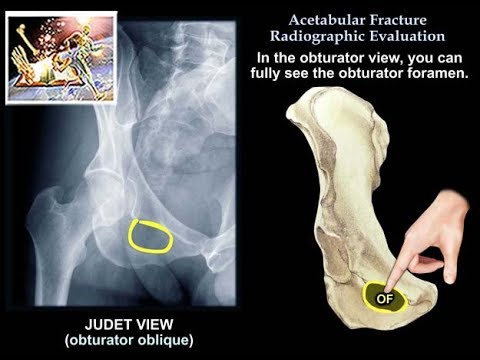 Acetabular Fracture
Radiographic Evaluation
In the obturator view, you can
fully see the obturator foramen.
OF
JUDET VIEW
(obturator oblique)